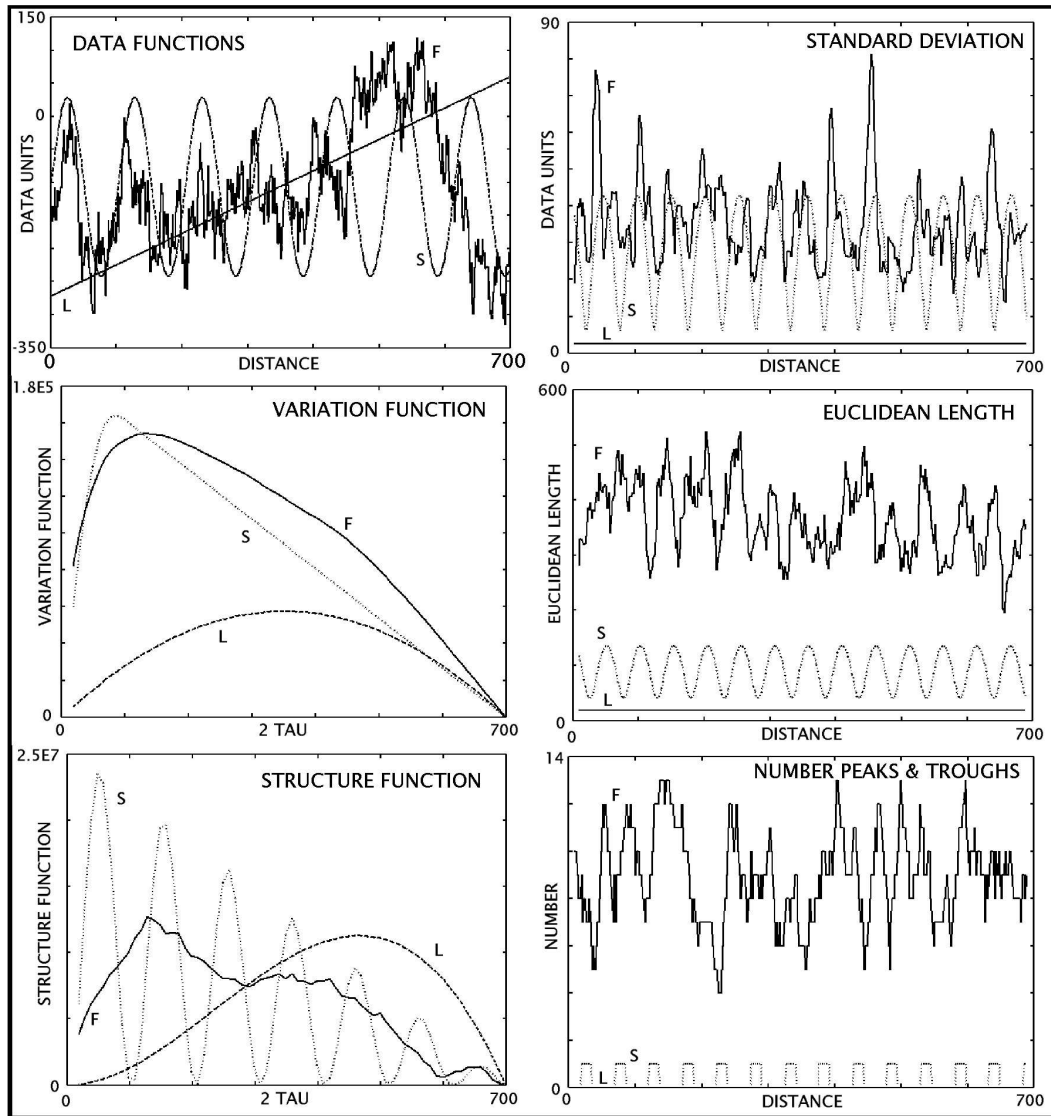 150
DATA FUNCTIONS
F
0
DATA UNITS
S
L
-350
0
DISTANCE
700
90
STANDARD DEVIATION
F
DATA UNITS
S
L
0
0
DISTANCE
700
1.8E5
VARIATION FUNCTION
VARIATION FUNCTION
F
S
L
0
0
2 TAU
700
600
EUCLIDEAN LENGTH
F
EUCLIDEAN LENGTH
S
L
0
0
DISTANCE
700
2.5E7
STRUCTURE FUNCTION
S
STRUCTURE FUNCTION
L
F
0
0
2 TAU
700
14
NUMBER PEAKS & TROUGHS
F
NUMBER
S
L
0
0
DISTANCE
700